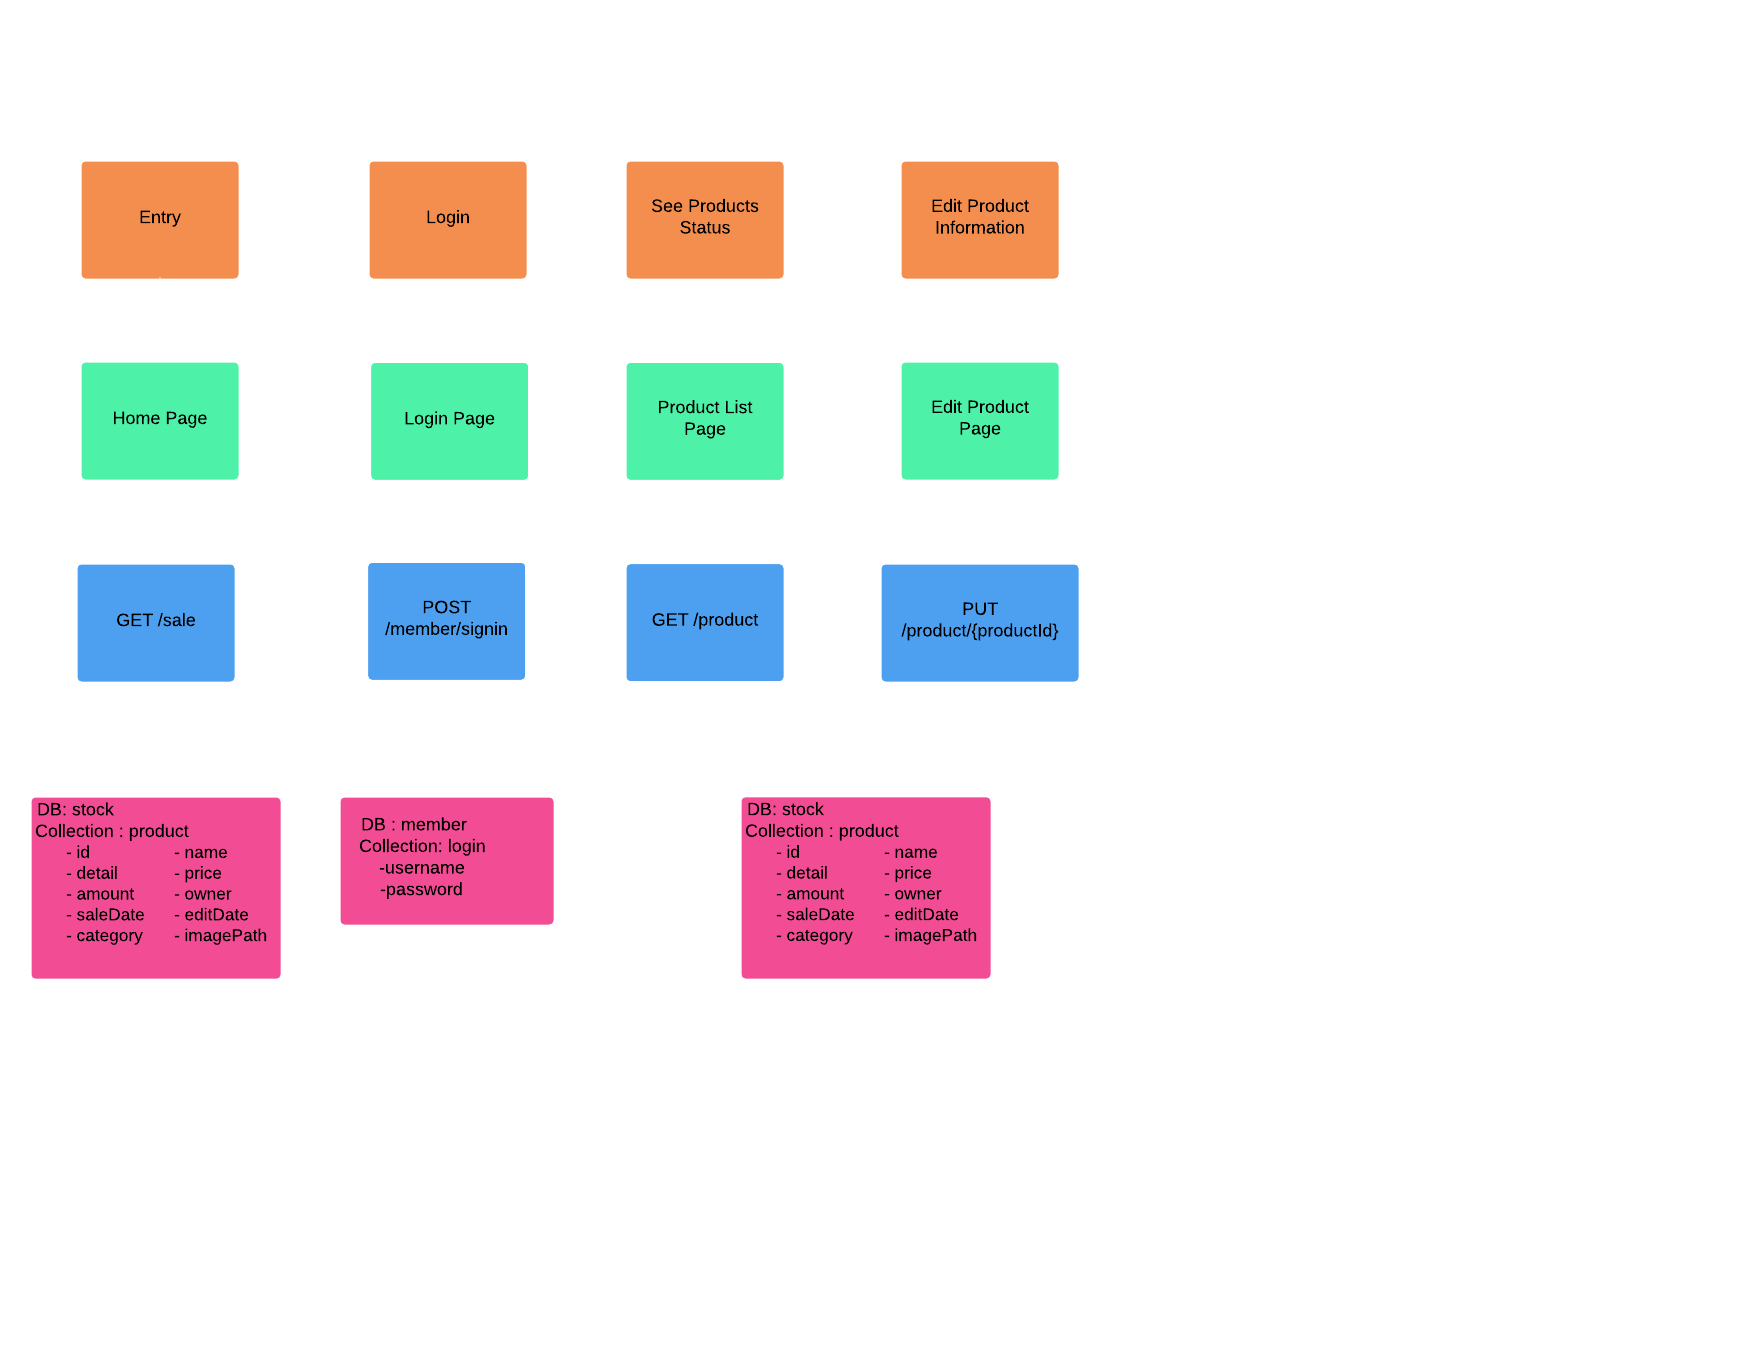 Entry
Login
See Products
Status
Edit Product
Information
Home Page
Login Page
Product List
Page
Edit Product
Page
GET /sale
POST
/member/signin
GET /product
PUT
/product/{productId}
DB: stock
Collection : product
- id - name
- detail - price
- amount - owner
- saleDate - editDate
- category - imagePath
DB : member
Collection: login
-username
-password
DB: stock
Collection : product
- id - name
- detail - price
- amount - owner
- saleDate - editDate
- category - imagePath